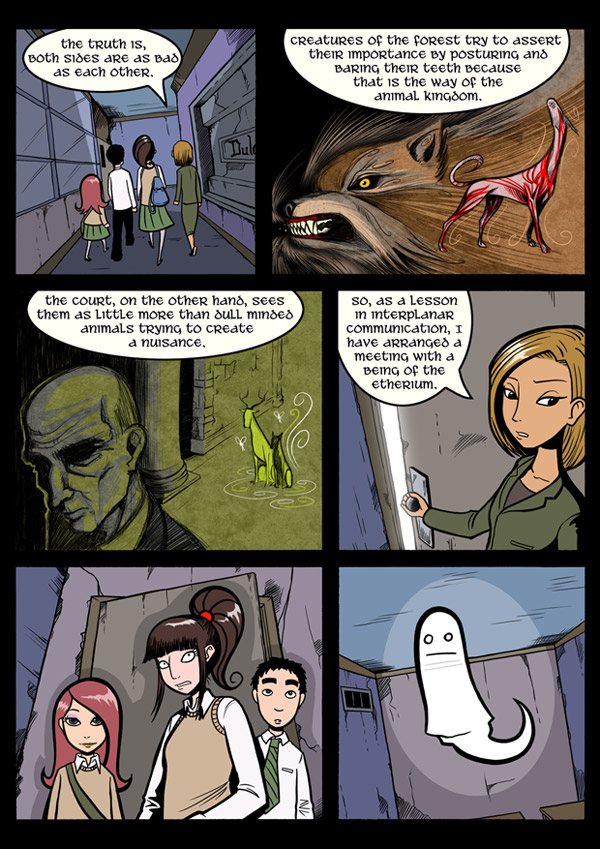 THE TRUTH IS,
BOTH SIDES ARE AS BAD
AS EACH OTHER.
CREATURES OF THE FOREST TRY TO ASSERT
THEIR IMPORTANCE BY POSTURING AND
BARING THEIR TEETH BECAUSE
THAT IS THE WAY OF THE
ANIMAL KINGDOM.
THE COURT, ON THE OTHER HAND, SEES
THEM AS LITTLE MORE THAN DULL MINDED
ANIMALS TRYING TO CREATE
A NUISANCE.
SO, AS A LESSON
IN INTERPLANAR
COMMUNICATION, I
HAVE ARRANGED A
MEETING WITH A
BEING OF THE
ETHERIUM.